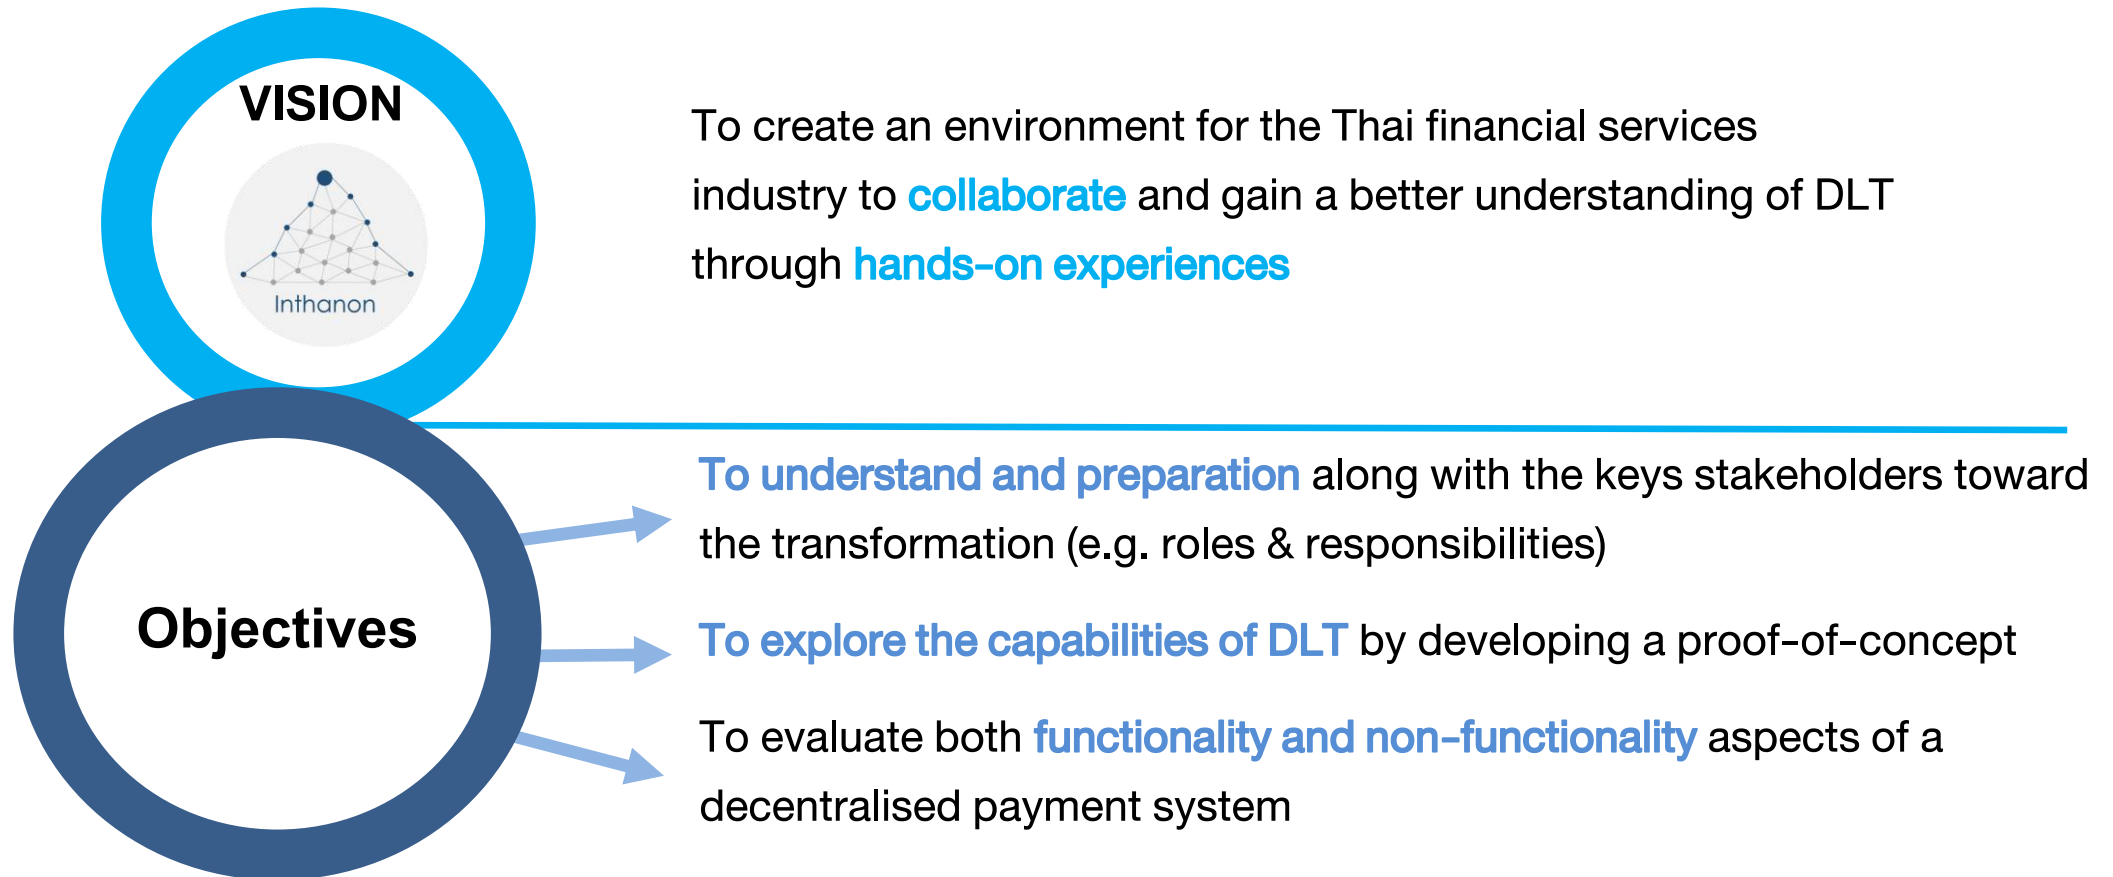 VISION
Inthanon
To create an environment for the Thai financial services
industry to collaborate and gain a better understanding of DLT
through hands-on experiences
Objectives
To understand and preparation along with the keys stakeholders toward
the transformation (e.g. roles & responsibilities)
To explore the capabilities of DLT by developing a proof-of-concept
To evaluate both functionality and non-functionality aspects of a
decentralised payment system